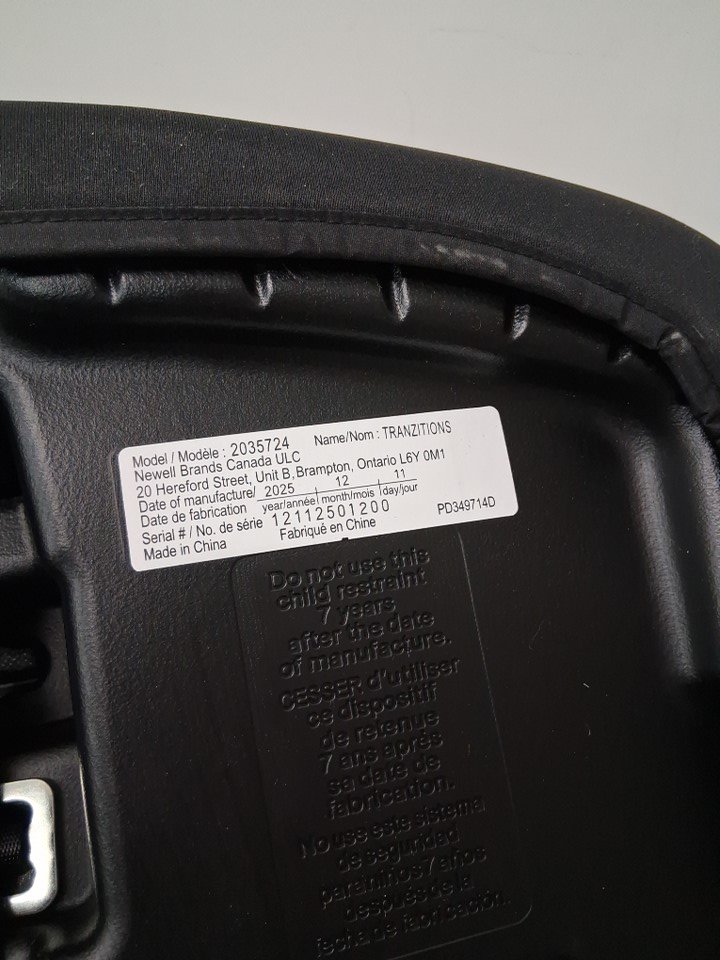 Model / Modèle : 2035724 Name/Nom : TRANZITIONS
Newell Brands Canada ULC
20 Hereford Street, Unit B, Brampton, Ontario L6Y 0M1
Date of manufacture/ 2025 12 11
Date de fabrication year/année month/mois day/jour
Serial # / No. de série 12112501200
Made in China Fabriqué en Chine PD349714D
Do not use this
child restraint
7 years
after the date
of manufacture.
CESSER d'utiliser
ce dispositif
de retenue
7 ans après
sa date de
fabrication.
No use este sistema
de seguridad
para niños 7 años
después de la
fecha de fabricación.